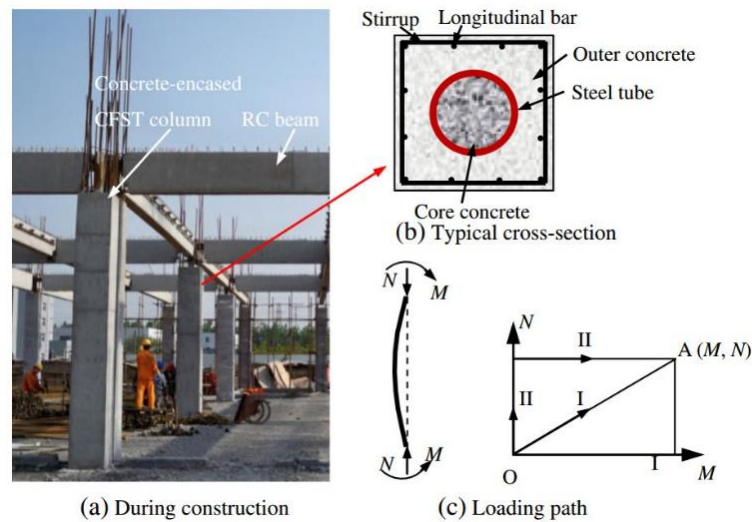 Concrete-encased
CFST column
RC beam
(a) During construction
Stirrup
Longitudinal bar
Outer concrete
Steel tube
Core concrete
(b) Typical cross-section
N
M
N
M
N
II
A (M, N)
II
I
O
I
M
(c) Loading path